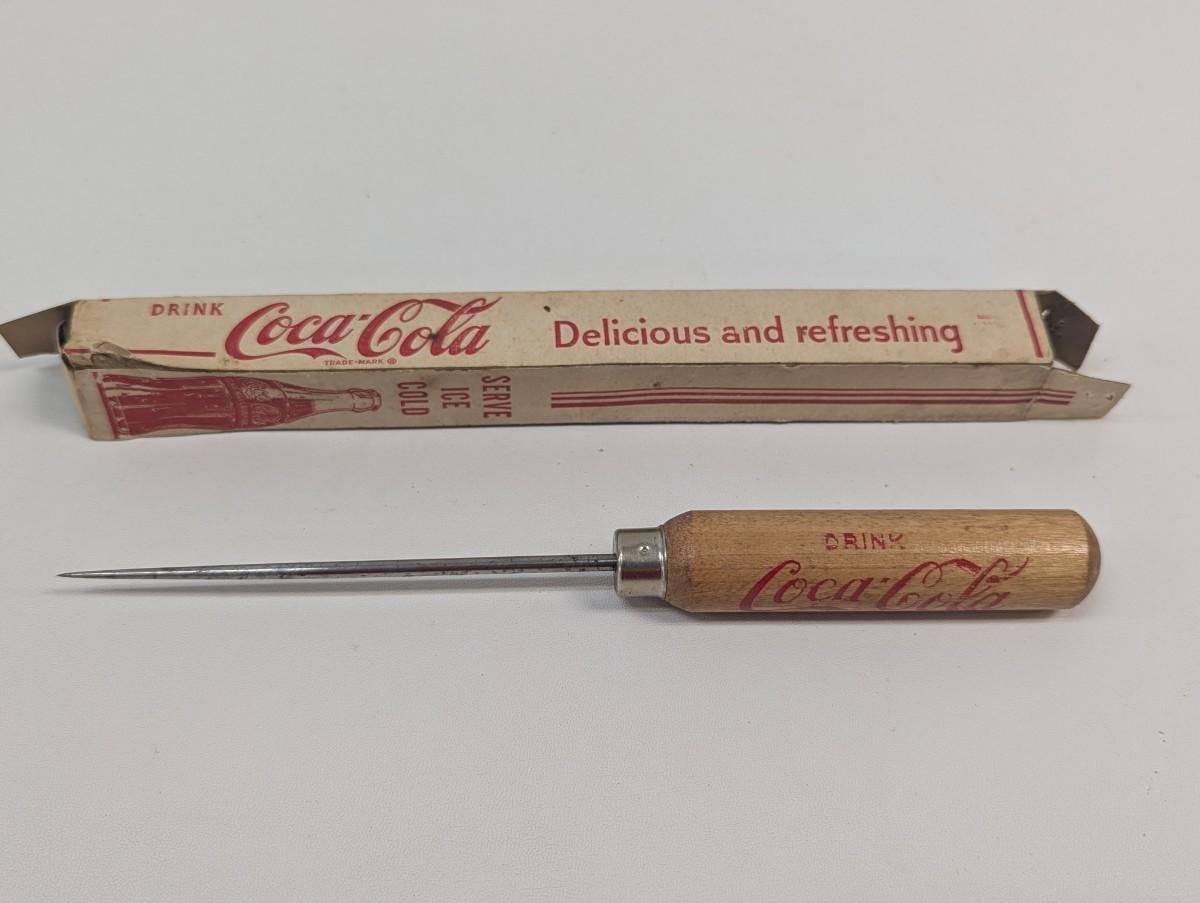 DRINK
Coca-Cola
TRADE-MARK ®
Delicious and refreshing
SERVE
ICE
COLD
DRINK
Coca-Cola